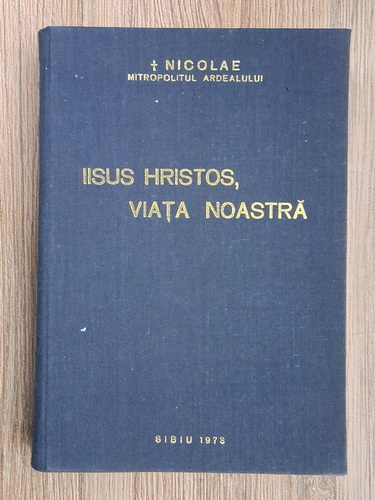 † NICOLAE
MITROPOLITUL ARDEALULUI
IISUS HRISTOS,
VIAȚA NOASTRĂ
SIBIU 1973